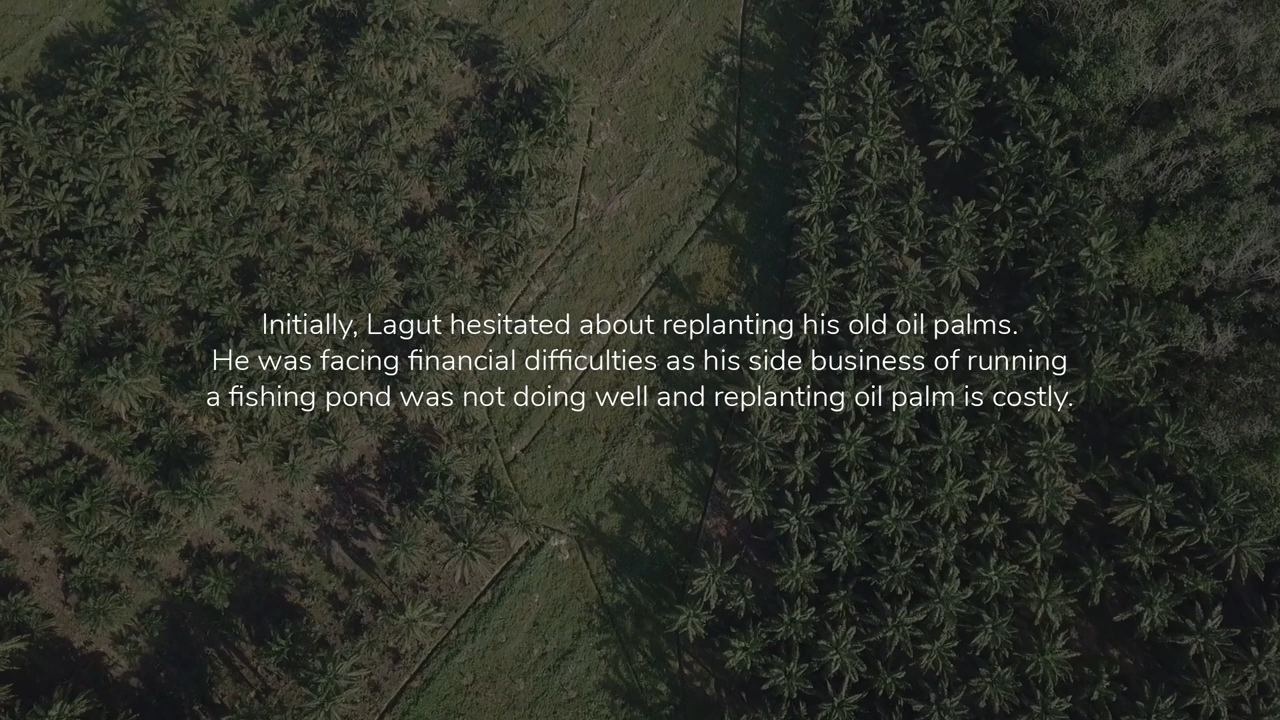 Initially, Lagut hesitated about replanting his old oil palms.
He was facing financial difficulties as his side business of running
a fishing pond was not doing well and replanting oil palm is costly.